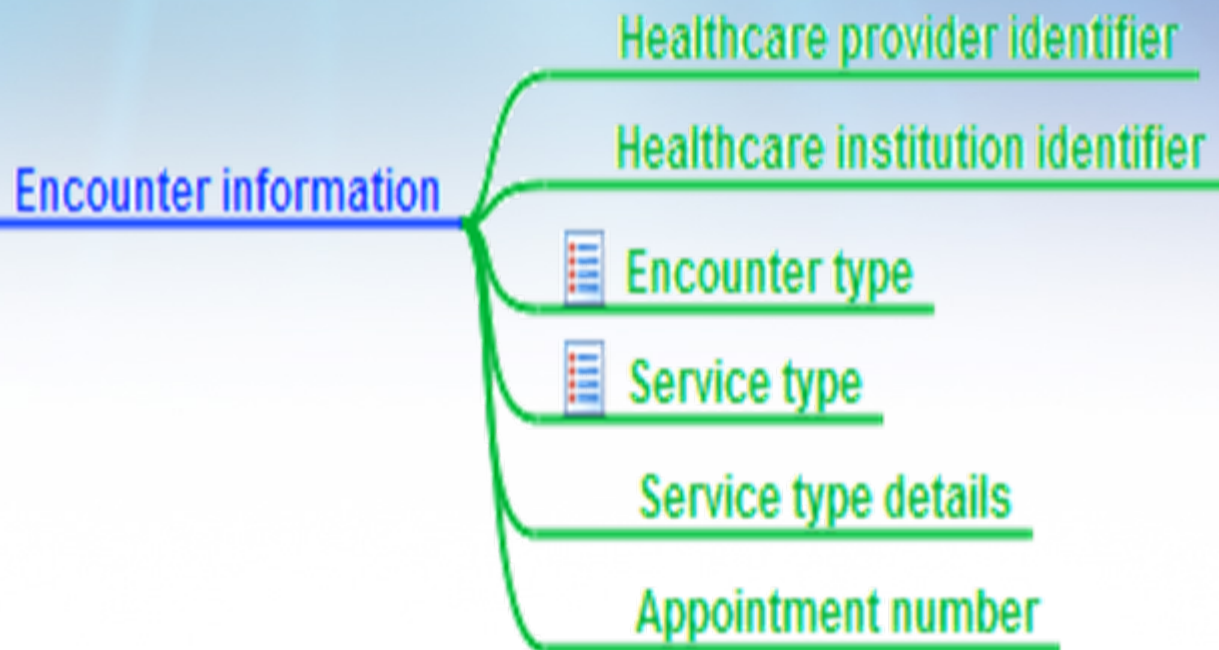 Healthcare provider identifier
Healthcare institution identifier
Encounter information
Encounter type
Service type
Service type details
Appointment number